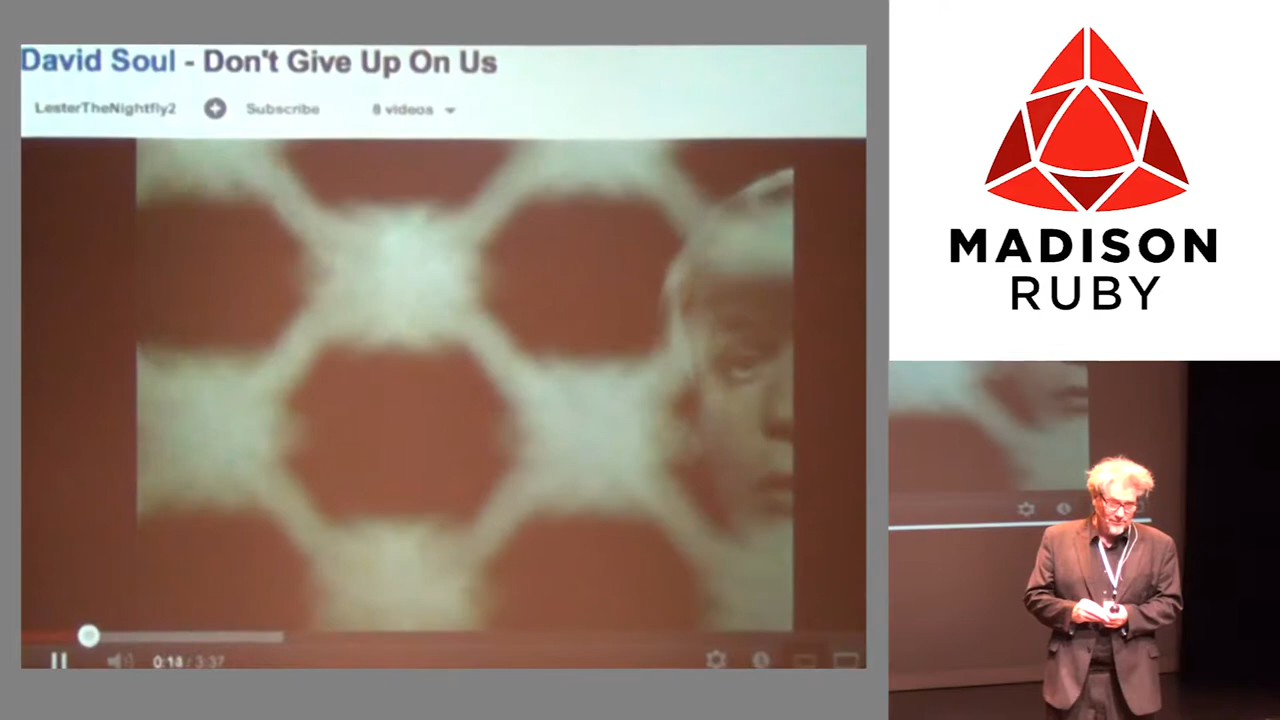 David Soul - Don't Give Up On Us
LesterTheNightfly2 Subscribe 8 videos
0:18 / 3:37
MADISON
RUBY